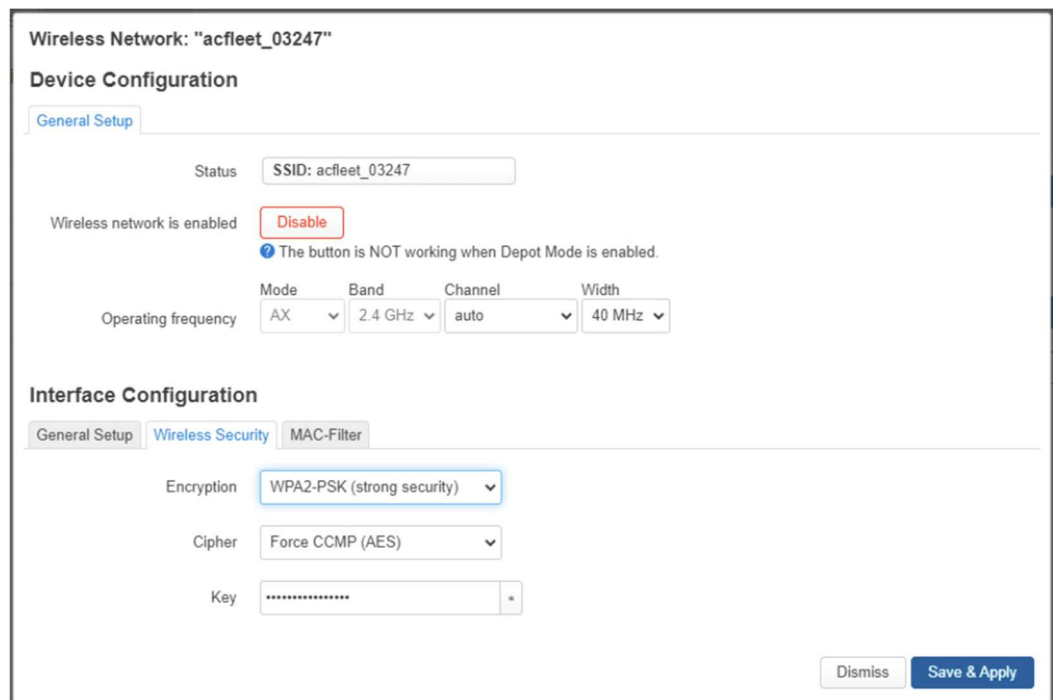 Wireless Network: "acfleet_03247"
Device Configuration
General Setup
Status SSID: acfleet_03247
Wireless network is enabled Disable
The button is NOT working when Depot Mode is enabled.
Mode Band Channel Width
Operating frequency AX 2.4 GHz auto 40 MHz
Interface Configuration
General Setup Wireless Security MAC-Filter
Encryption WPA2-PSK (strong security)
Cipher Force CCMP (AES)
Key •••••••••••••••• *
Dismiss Save & Apply